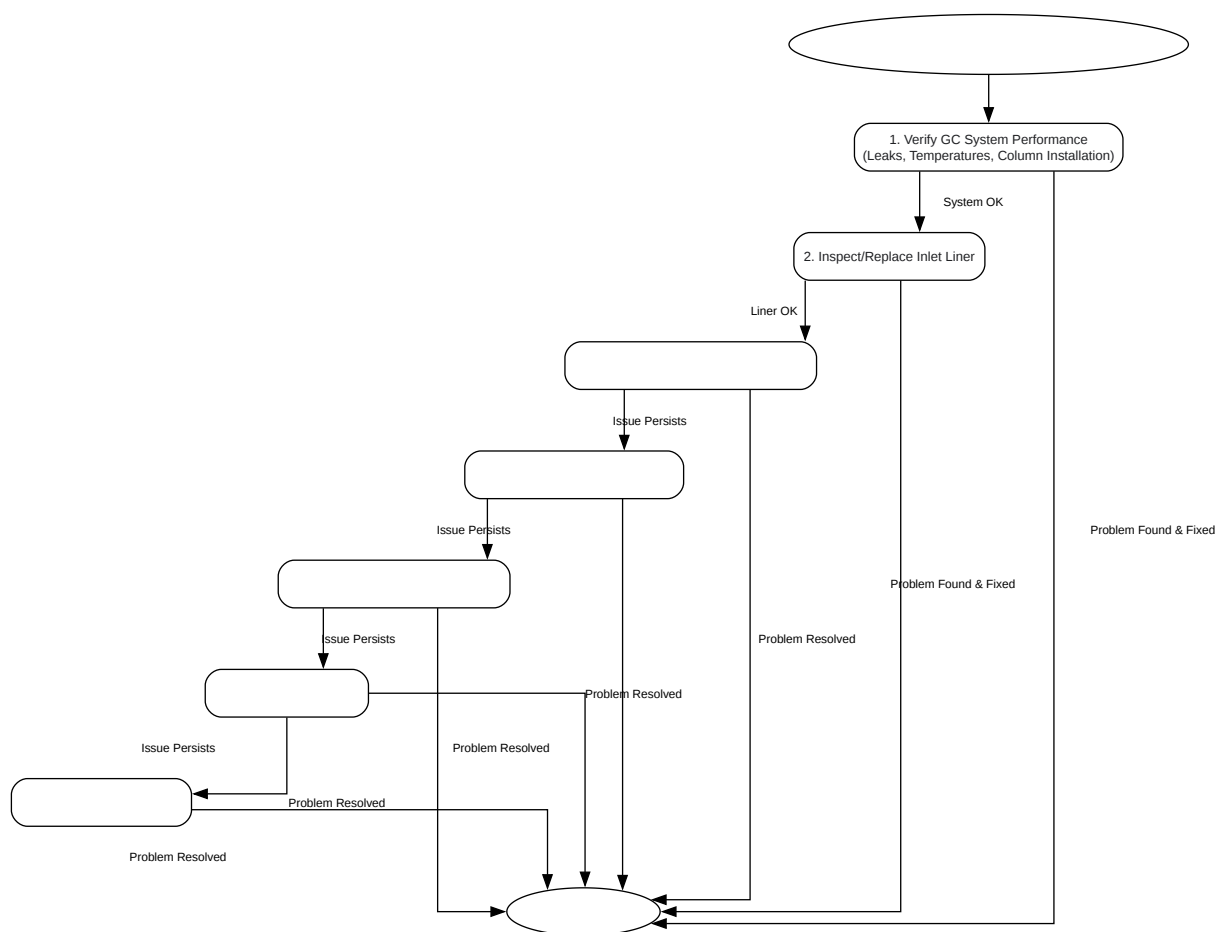 1. Verify GC System Performance
(Leaks, Temperatures, Column Installation)
System OK
2. Inspect/Replace Inlet Liner
Liner OK
Issue Persists
Issue Persists
Problem Found & Fixed
Problem Found & Fixed
Issue Persists
Problem Resolved
Problem Resolved
Issue Persists
Problem Resolved
Problem Resolved
Problem Resolved